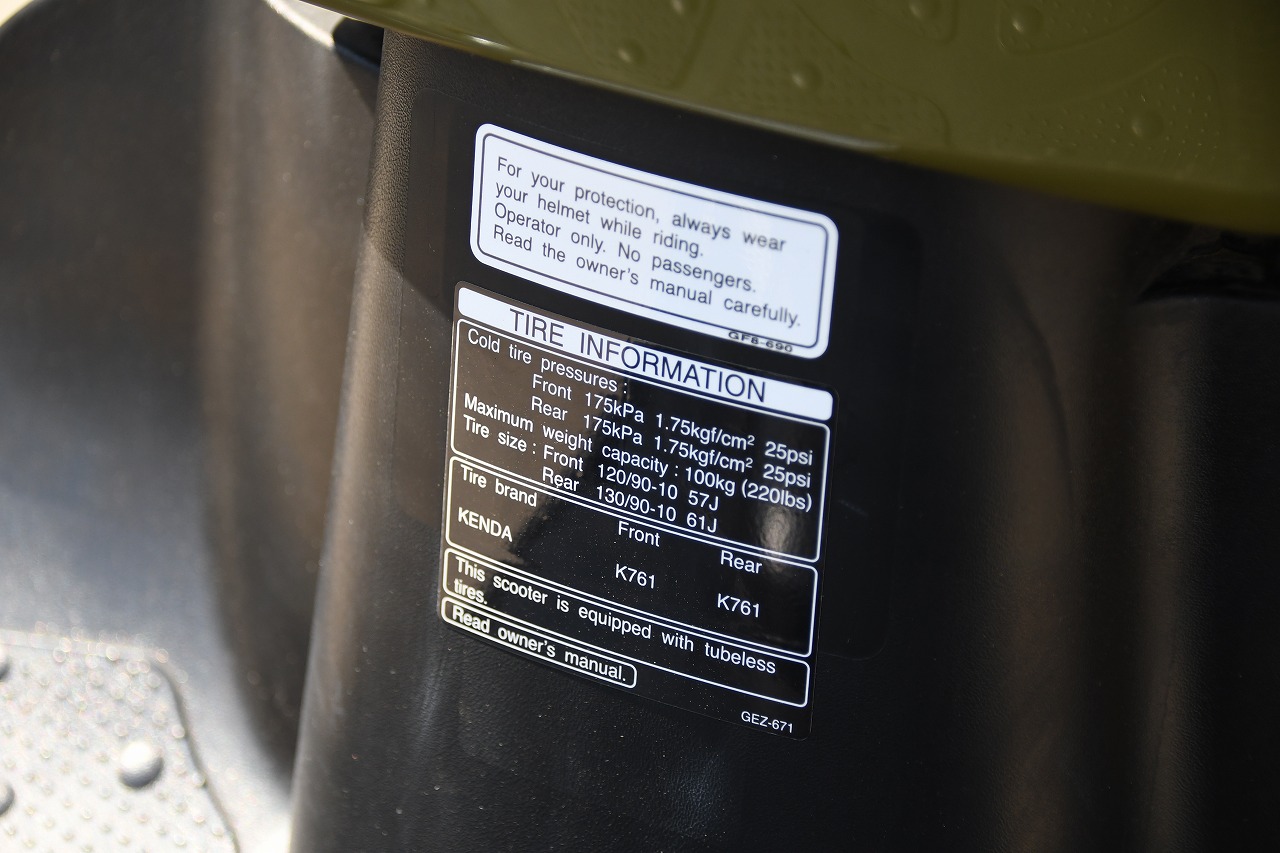 For your protection, always wear
your helmet while riding.
Operator only. No passengers.
Read the owner's manual carefully.
GF6-690
TIRE INFORMATION
Cold tire pressures :
Front 175kPa 1.75kgf/cm² 25psi
Rear 175kPa 1.75kgf/cm² 25psi
Maximum weight capacity : 100kg (220lbs)
Tire size : Front 120/90-10 57J
Rear 130/90-10 61J
Tire brand Front Rear
KENDA K761 K761
This scooter is equipped with tubeless
tires.
Read owner's manual.
GEZ-671